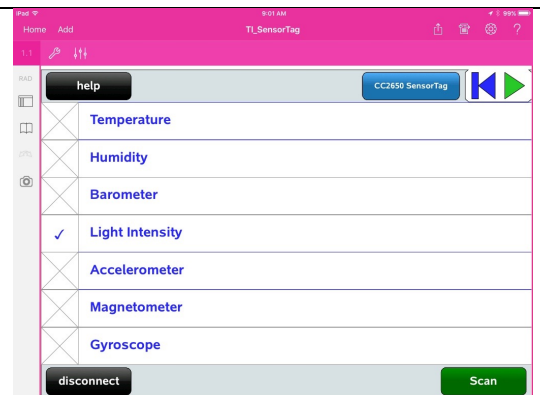 iPad 9:01 AM 99%
Home Add TI_SensorTag ?
1.1
RAD
help CC2650 SensorTag
Temperature
Humidity
Barometer
✓ Light Intensity
Accelerometer
Magnetometer
Gyroscope
disconnect Scan